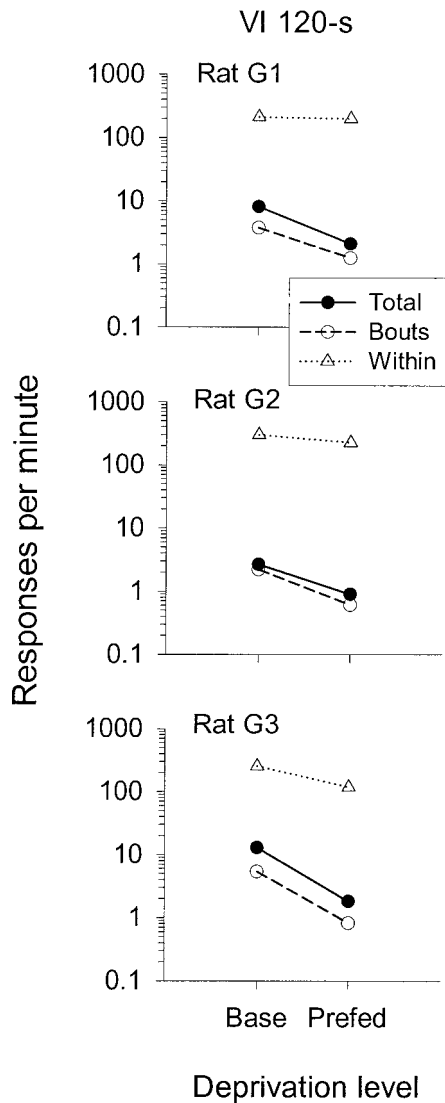 VI 120-s
Rat G1
1000
100
10
1
0.1
Total
Bouts
Within
Rat G2
1000
100
10
1
0.1
Rat G3
1000
100
10
1
0.1
Responses per minute
Base Prefed
Deprivation level